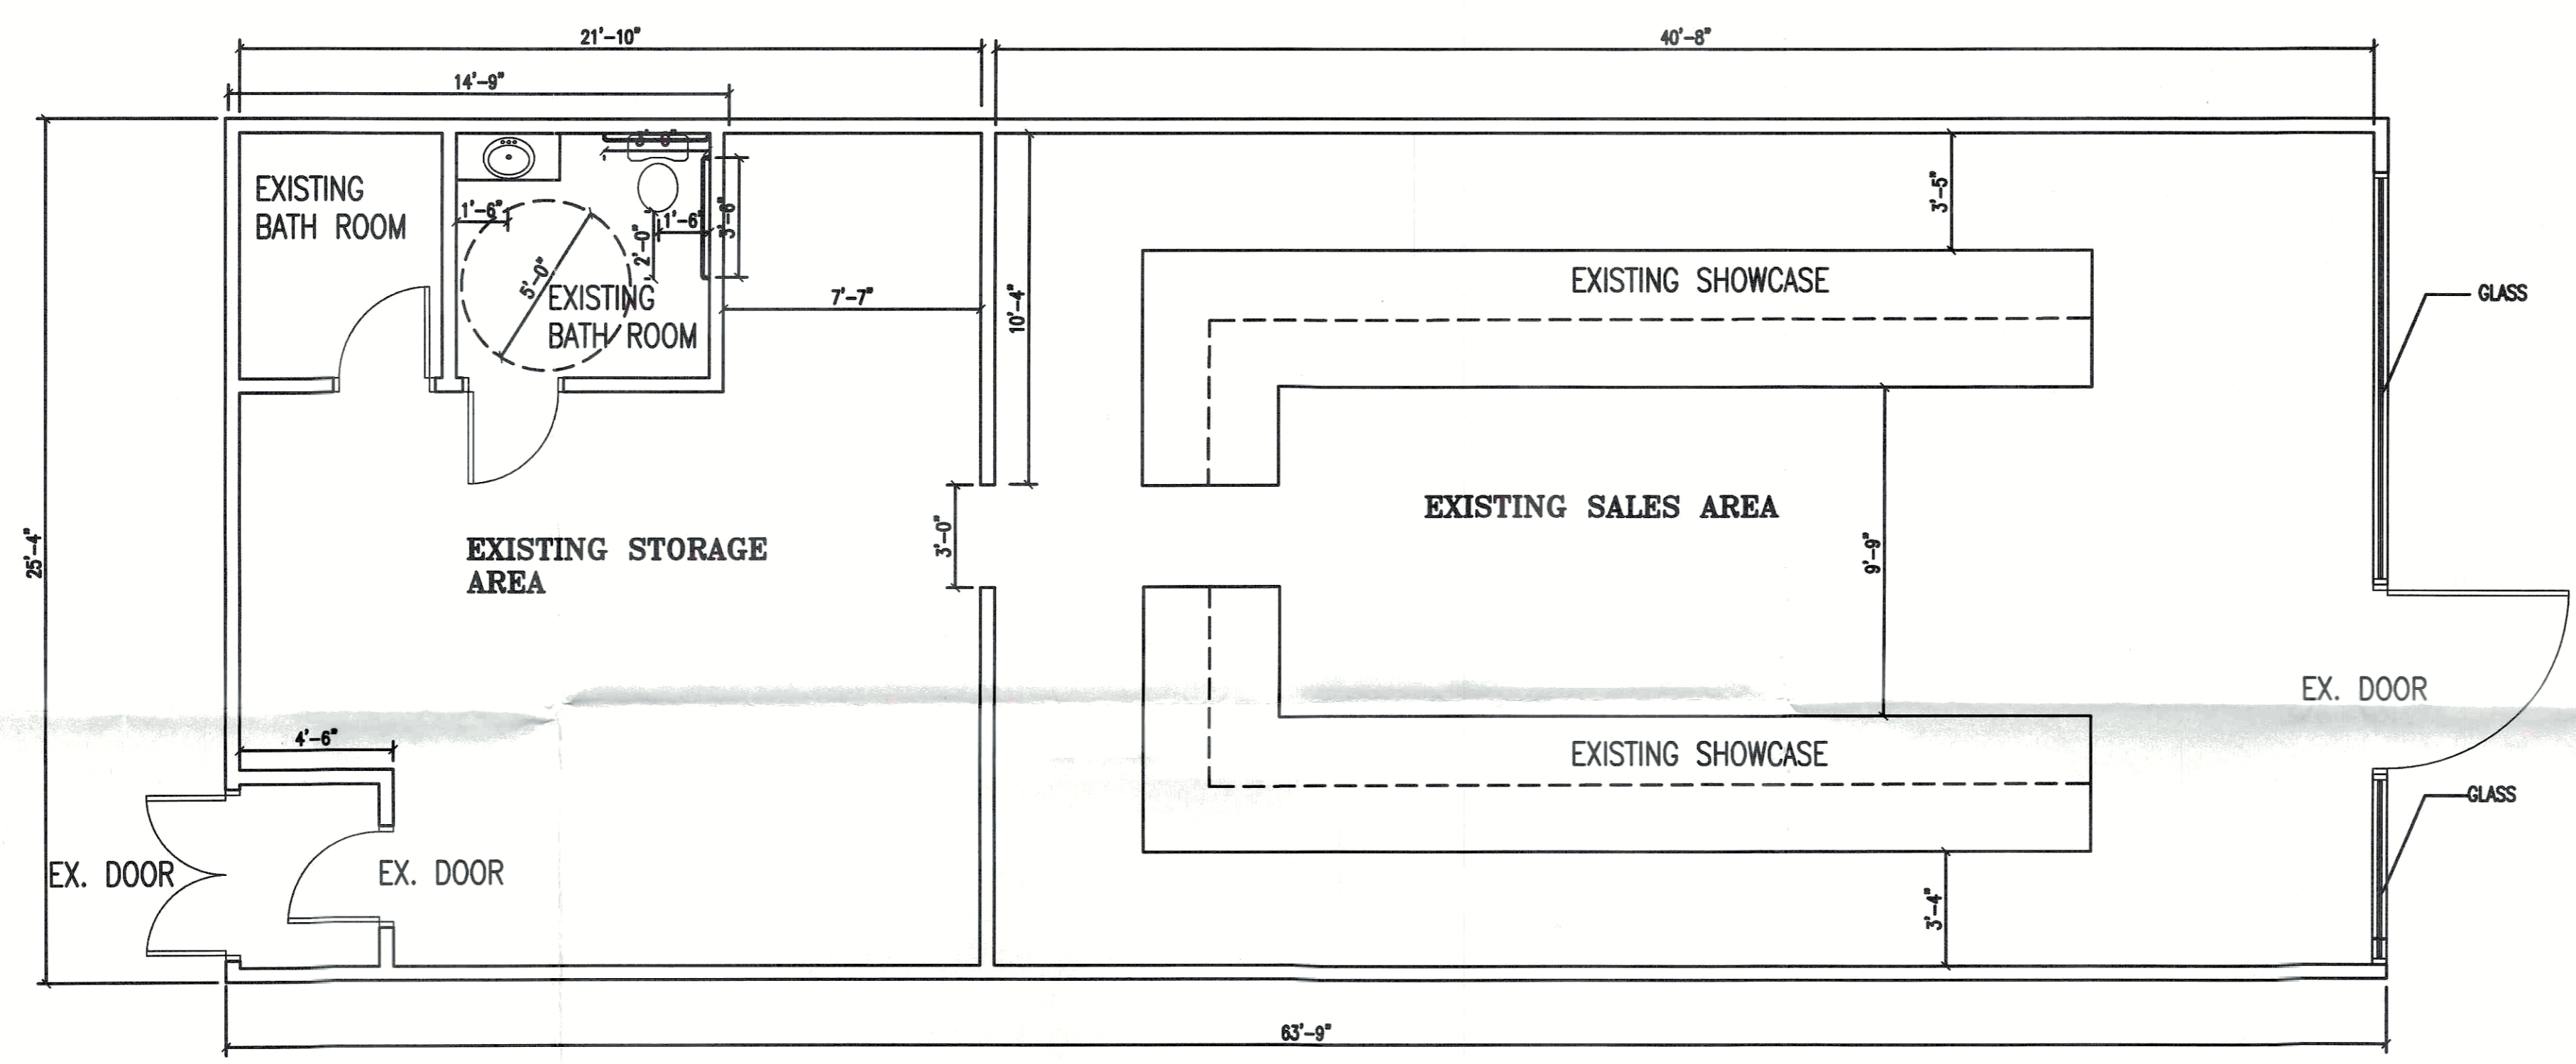 21'-10"
40'-8"
14'-9"
EXISTING
BATH ROOM
1'-6"
5'-0"
2'-0"
1'-6"
3'-6"
EXISTING
BATH ROOM
7'-7"
10'-4"
3'-5"
EXISTING SHOWCASE
GLASS
25'-4"
EXISTING STORAGE
AREA
3'-0"
EXISTING SALES AREA
9'-9"
EX. DOOR
4'-6"
EXISTING SHOWCASE
GLASS
EX. DOOR
EX. DOOR
3'-4"
63'-9"